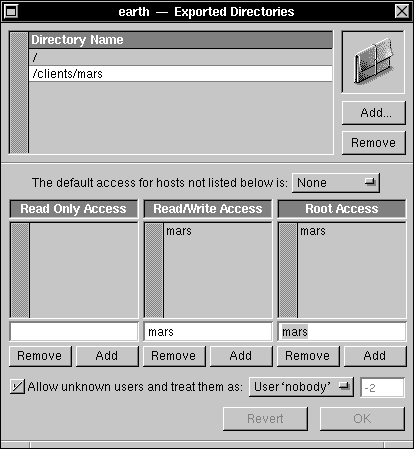 earth — Exported Directories
Directory Name
/
/clients/mars
Add...
Remove
The default access for hosts not listed below is: None
Read Only Access Read/Write Access Root Access
mars mars
mars mars
Remove Add Remove Add Remove Add
Allow unknown users and treat them as: User ‘nobody’ -2
Revert OK